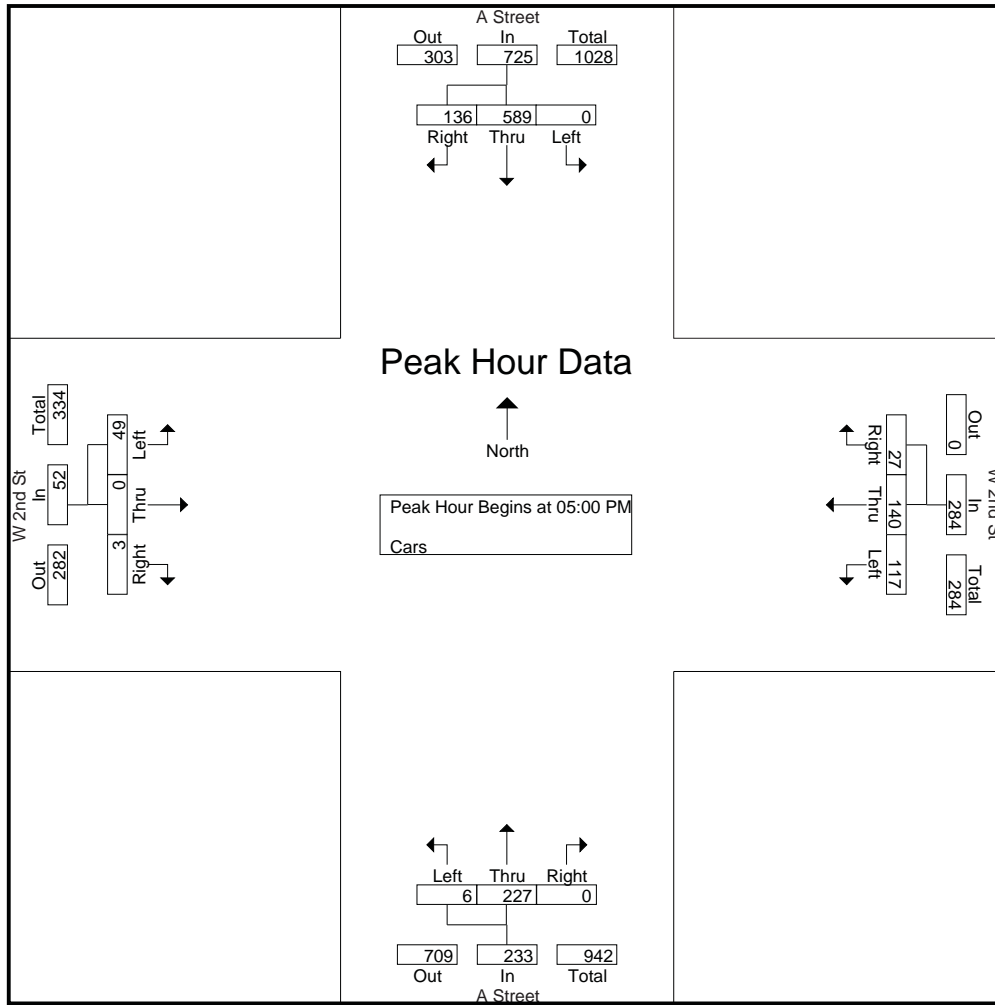 A Street
Out In Total
303 725 1028
136 589 0
Right Thru Left
Peak Hour Data
North
Peak Hour Begins at 05:00 PM
Cars
W 2nd St
Total In Out
334 52 282
49 0 3
Left Thru Right
W 2nd St
Out In Total
0 284 284
27 140 117
Right Thru Left
Left Thru Right
6 227 0
709 233 942
Out In Total
A Street